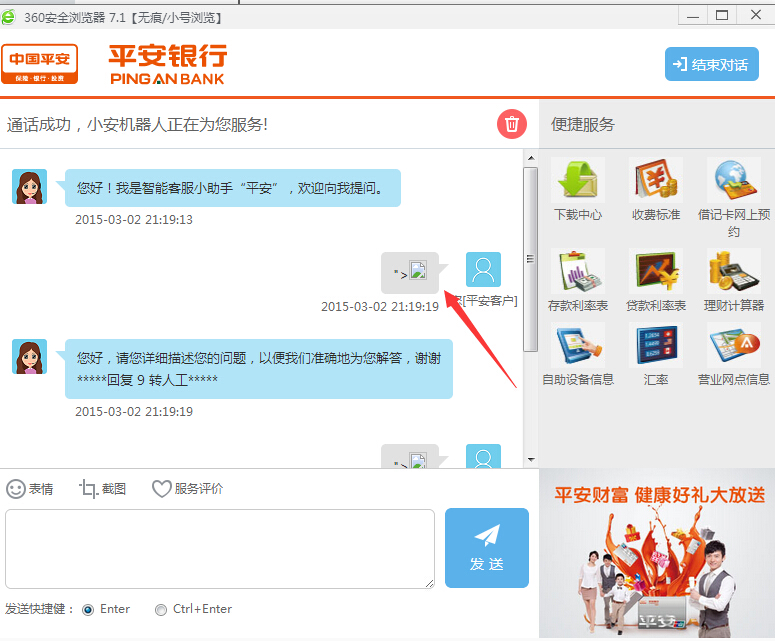 360安全浏览器 7.1【无痕/小号浏览】
中国平安
保险·银行·投资
平安银行
PING AN BANK
结束对话
通话成功，小安机器人正在为您服务!
便捷服务
您好！我是智能客服小助手“平安”，欢迎向我提问。
2015-03-02 21:19:13
">
2015-03-02 21:19:19
[平安客户]
您好，请您详细描述您的问题，以便我们准确地为您解答，谢谢
*****回复 9 转人工*****
2015-03-02 21:19:19
">
下载中心
收费标准
借记卡网上预
约
存款利率表
贷款利率表
理财计算器
自助设备信息
汇率
营业网点信息
表情
截图
服务评价
发 送
发送快捷键：
Enter
Ctrl+Enter
平安财富 健康好礼大放送